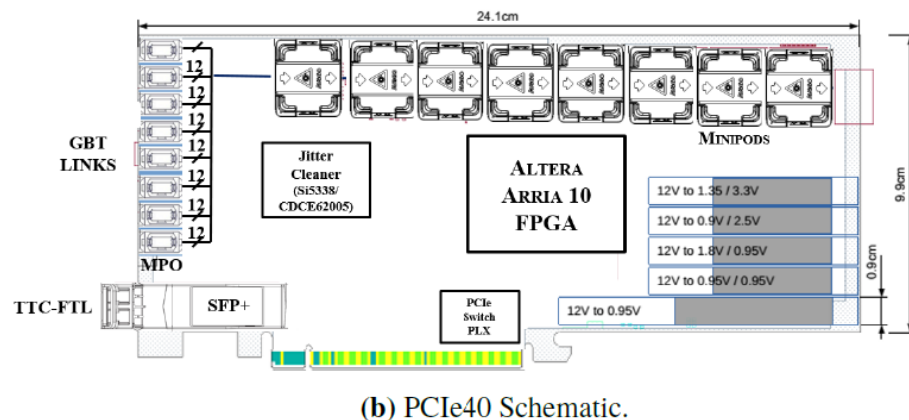 24.1cm
12
12
12
12
12
12
12
12
GBT
LINKS
MPO
MINIPODS
Jitter
Cleaner
(Si5338/
CDCE62005)
ALTERA
ARRIA 10
FPGA
12V to 1.35 / 3.3V
12V to 0.9V / 2.5V
12V to 1.8V / 0.95V
12V to 0.95V / 0.95V
12V to 0.95V
9.9cm
0.9cm
TTC-FTL
SFP+
PCIe
Switch
PLX
(b) PCIe40 Schematic.